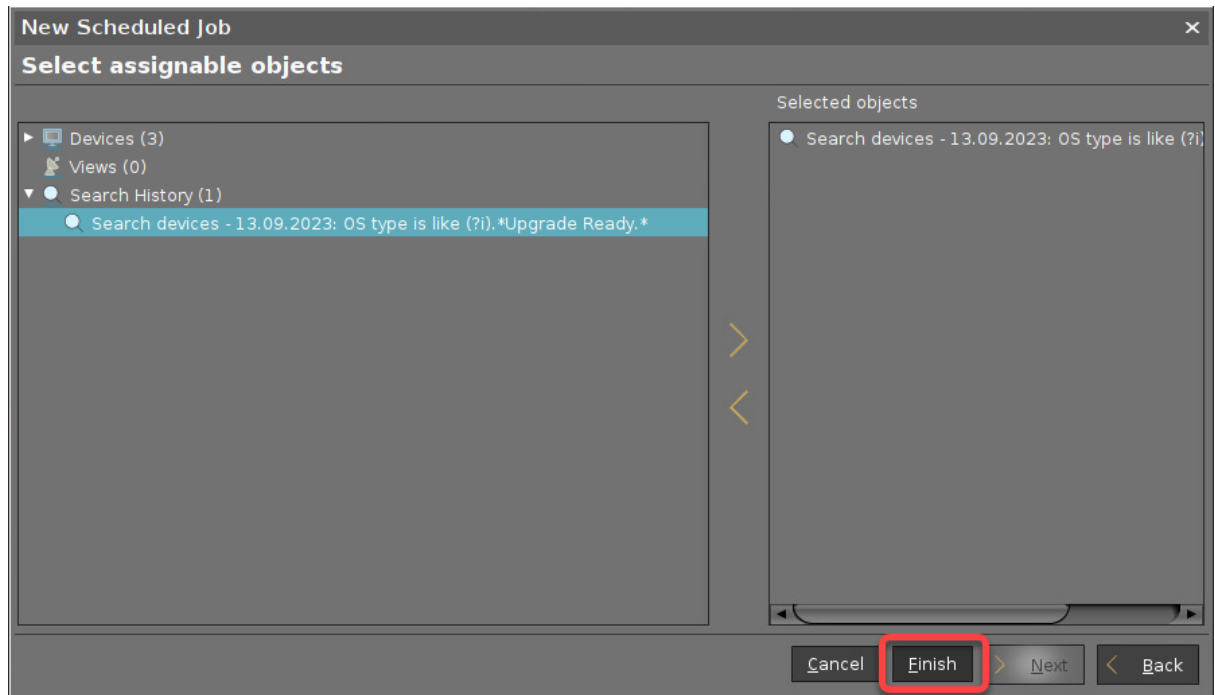 New Scheduled Job
Select assignable objects
Selected objects
Devices (3)
Views (0)
Search History (1)
Search devices - 13.09.2023: OS type is like (?i).*Upgrade Ready.*
Search devices - 13.09.2023: OS type is like (?i)
Cancel
Finish
Next
Back